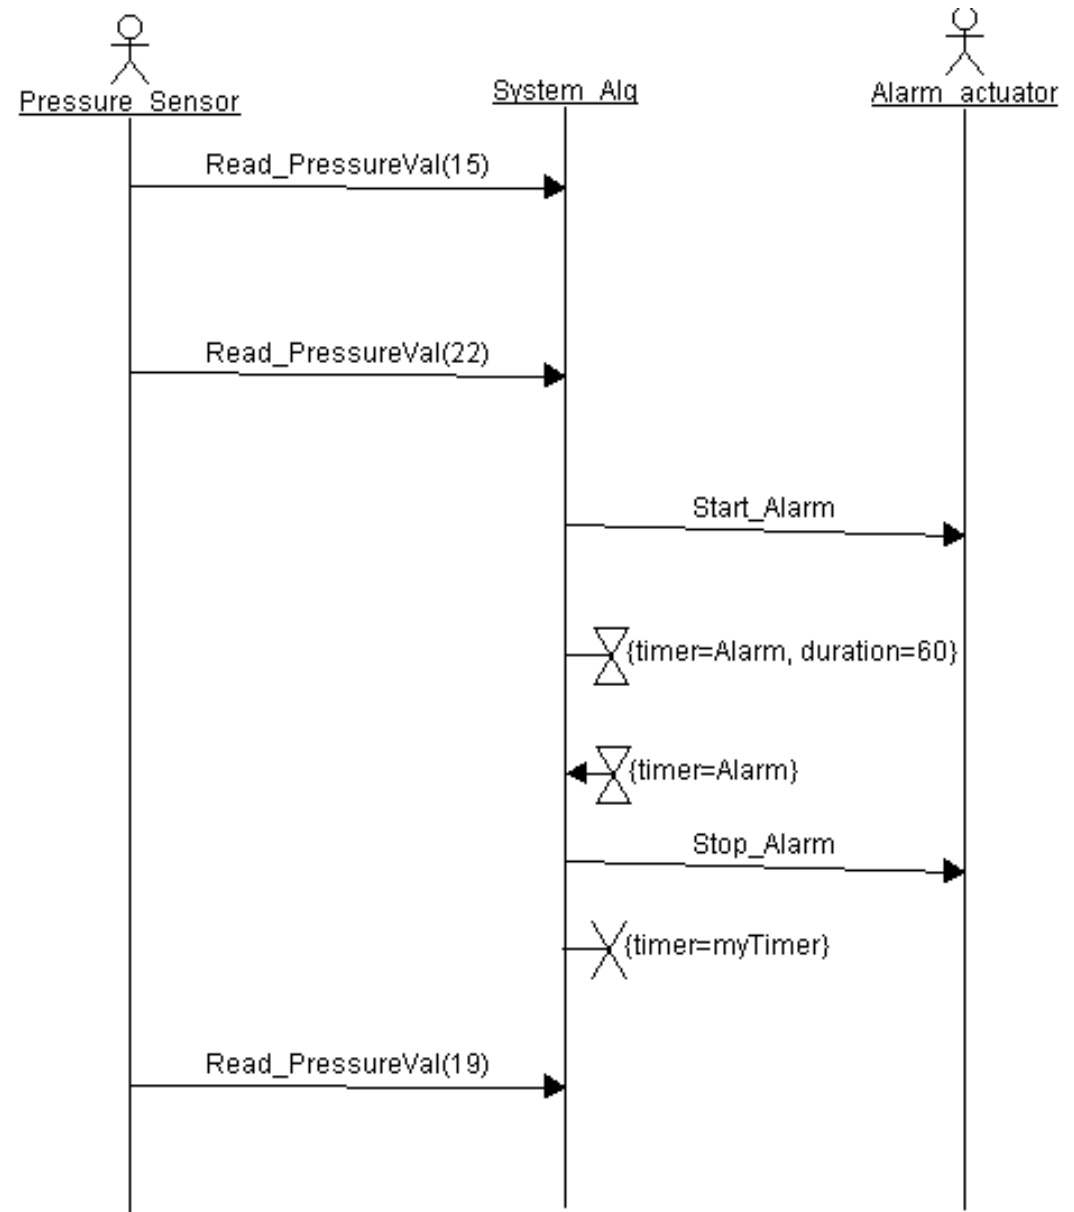 Pressure_Sensor
System_Alg
Alarm_actuator
Read_PressureVal(15)
Read_PressureVal(22)
Start_Alarm
{timer=Alarm, duration=60}
{timer=Alarm}
Stop_Alarm
{timer=myTimer}
Read_PressureVal(19)